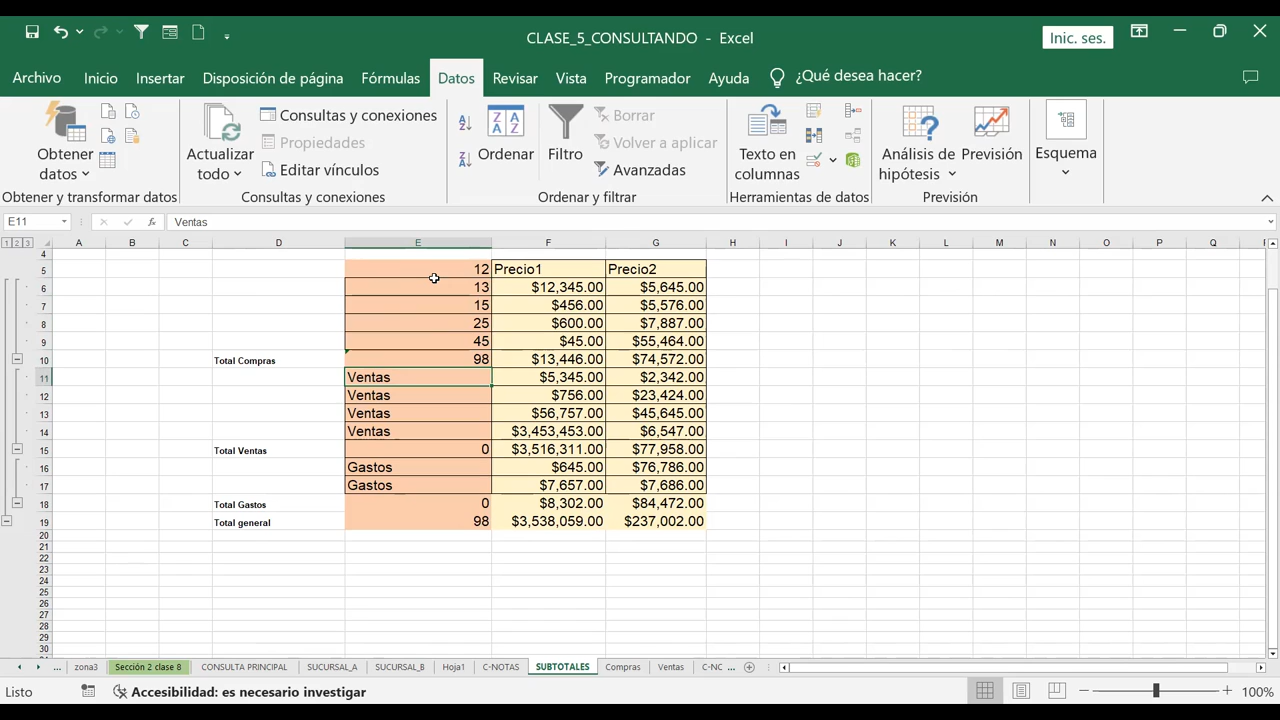 CLASE_5_CONSULTANDO - Excel
Inic. ses.
Archivo Inicio Insertar Disposición de página Fórmulas Datos Revisar Vista Programador Ayuda ¿Qué desea hacer?
Obtener datos
Actualizar todo
Consultas y conexiones
Propiedades
Editar vínculos
Ordenar
Filtro
Borrar
Volver a aplicar
Avanzadas
Texto en columnas
Análisis de hipótesis
Previsión
Esquema
Obtener y transformar datos Consultas y conexiones Ordenar y filtrar Herramientas de datos Previsión
E11 fx Ventas
1 2 3 A B C D E F G H I J K L M N O P Q R
4
5 12 Precio1 Precio2
6 13 $12,345.00 $5,645.00
7 15 $456.00 $5,576.00
8 25 $600.00 $7,887.00
9 45 $45.00 $55,464.00
10 Total Compras 98 $13,446.00 $74,572.00
11 Ventas $5,345.00 $2,342.00
12 Ventas $756.00 $23,424.00
13 Ventas $56,757.00 $45,645.00
14 Ventas $3,453,453.00 $6,547.00
15 Total Ventas 0 $3,516,311.00 $77,958.00
16 Gastos $645.00 $76,786.00
17 Gastos $7,657.00 $7,686.00
18 Total Gastos 0 $8,302.00 $84,472.00
19 Total general 98 $3,538,059.00 $237,002.00
20
21
22
23
24
25
26
27
28
29
... zona3 Sección 2 clase 8 CONSULTA PRINCIPAL SUCURSAL_A SUCURSAL_B Hoja1 C-NOTAS SUBTOTALES Compras Ventas C-NC ...
Listo Accesibilidad: es necesario investigar 100%